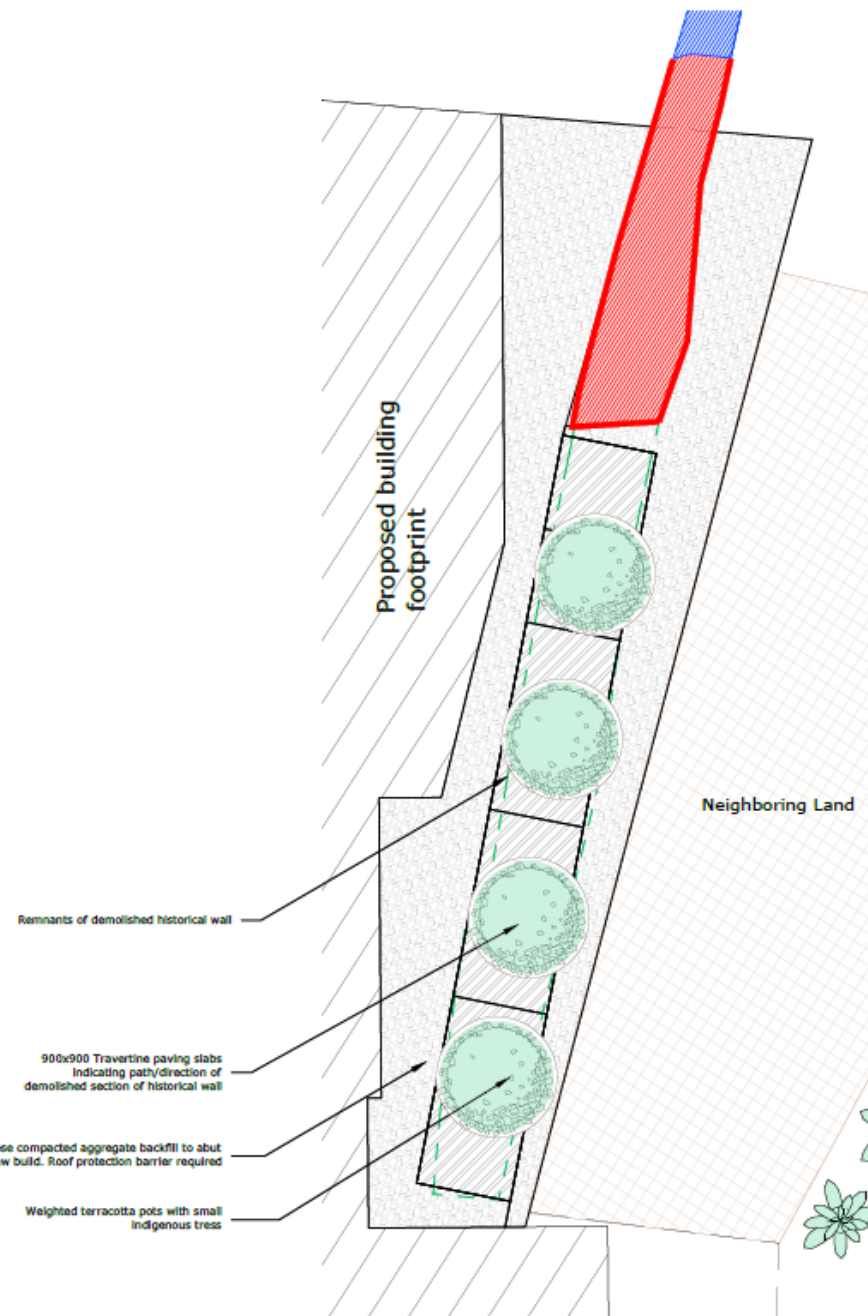 Proposed building
footprint
Neighboring Land
Remnants of demolished historical wall
900x900 Travertine paving slabs
indicating path/direction of
demolished section of historical wall
se compacted aggregate backfill to abut
w build. Roof protection barrier required
Weighted terracotta pots with small
indigenous tress